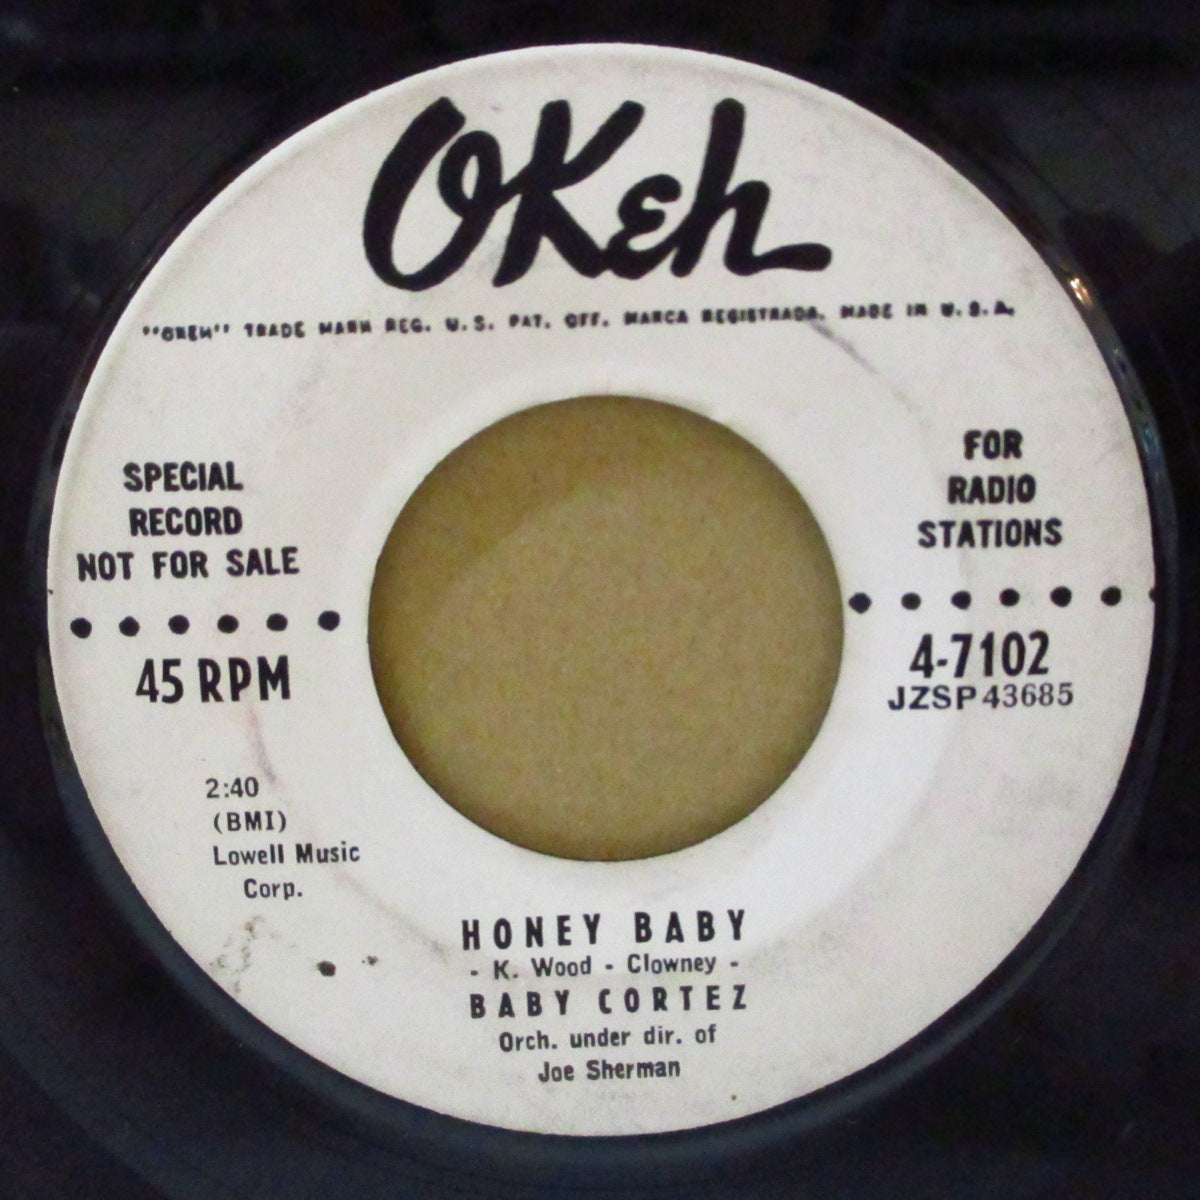 OKeh
""OKEH" TRADE MARK REG. U.S. PAT. OFF. MARCA REGISTRADA. MADE IN U.S.A.
SPECIAL
RECORD
NOT FOR SALE
FOR
RADIO
STATIONS
45 RPM
4-7102
JZSP 43685
2:40
(BMI)
Lowell Music
Corp.
HONEY BABY
- K. Wood - Clowney -
BABY CORTEZ
Orch. under dir. of
Joe Sherman